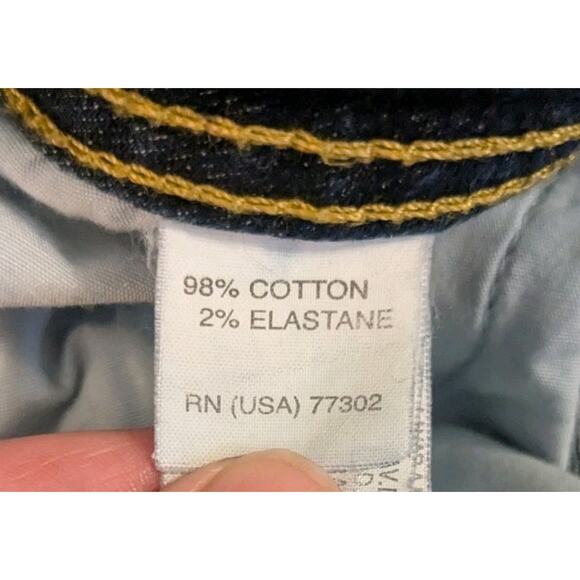 98% COTTON
2% ELASTANE
RN (USA) 77302